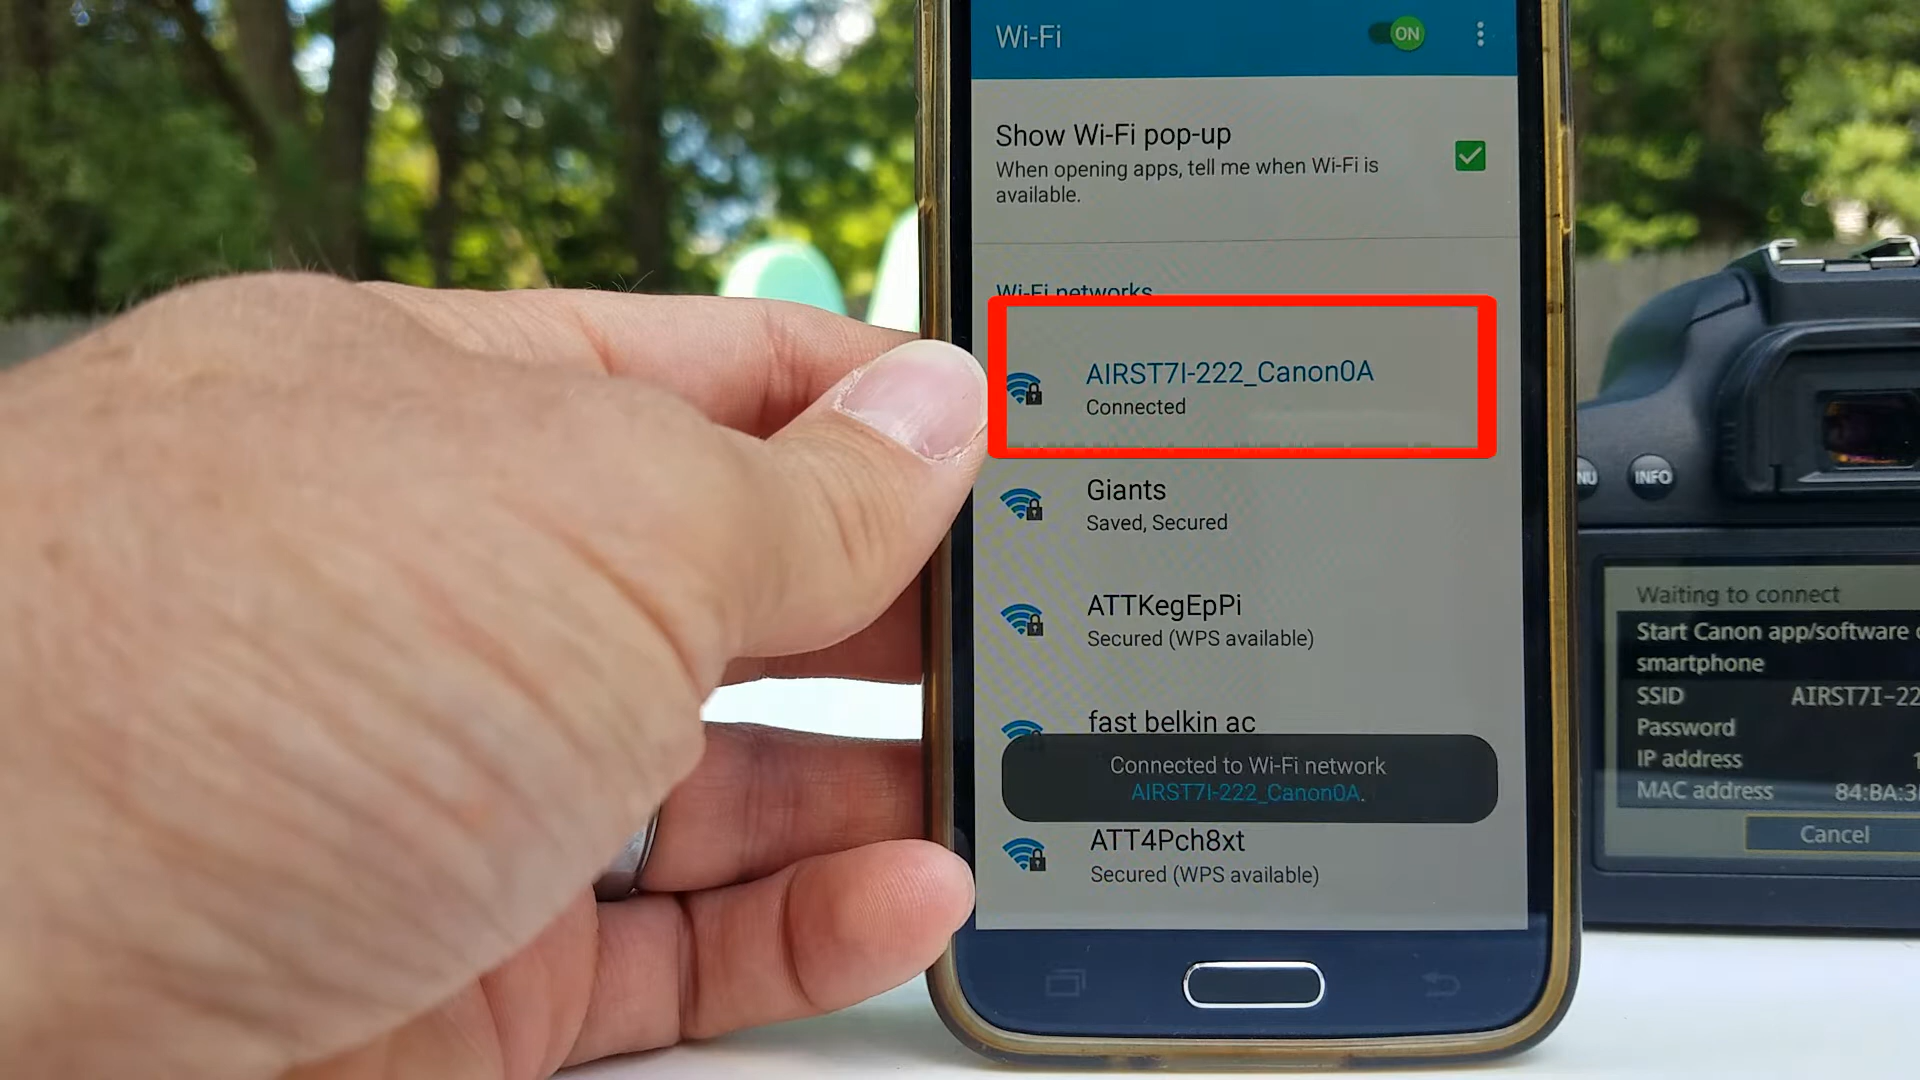 Wi-Fi
ON
Show Wi-Fi pop-up
When opening apps, tell me when Wi-Fi is
available.
Wi-Fi networks
AIRST7I-222_Canon0A
Connected
Giants
Saved, Secured
ATTKegEpPi
Secured (WPS available)
fast belkin ac
Connected to Wi-Fi network
AIRST7I-222_Canon0A.
ATT4Pch8xt
Secured (WPS available)
NU
INFO
Waiting to connect
Start Canon app/software
smartphone
SSID AIRST7I-22
Password
IP address 1
MAC address 84:BA:3
Cancel